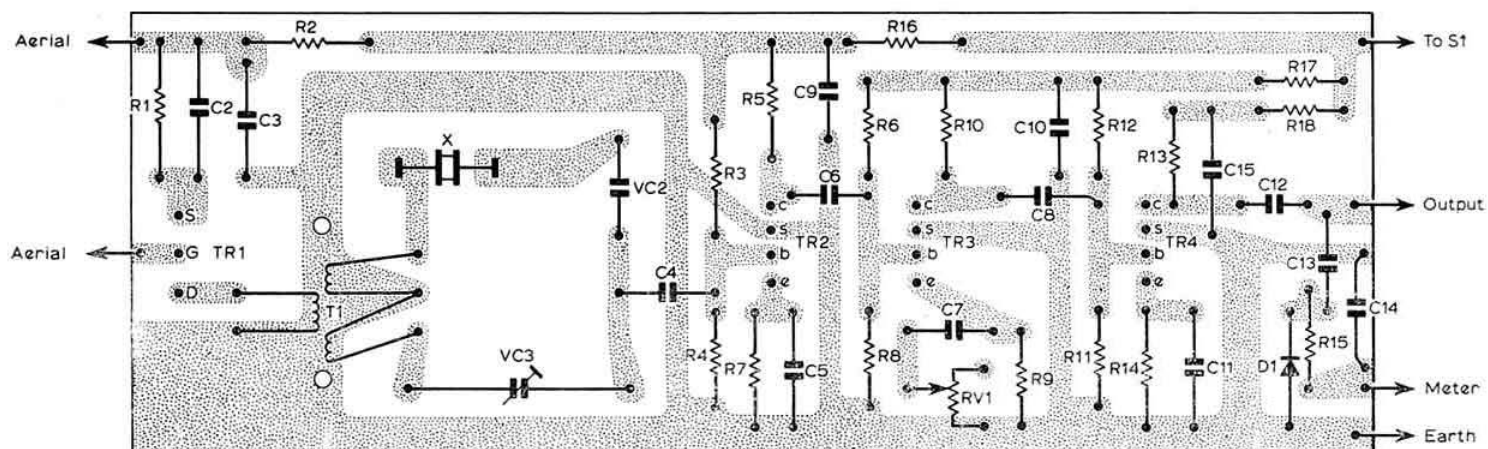 Aerial
R2
R16
To S1
R1
C2
C3
R5
C9
R6
R10
C10
R12
R17
R18
X
R3
VC2
C6
C8
R13
C15
C12
S
c
c
c
Output
s
TR2
s
TR3
s
TR4
Aerial
G
TR1
b
b
b
C13
D
C4
e
e
e
T1
C14
C7
R15
VC3
R4
R7
C5
R8
RV1
R9
R11
R14
C11
D1
Meter
Earth